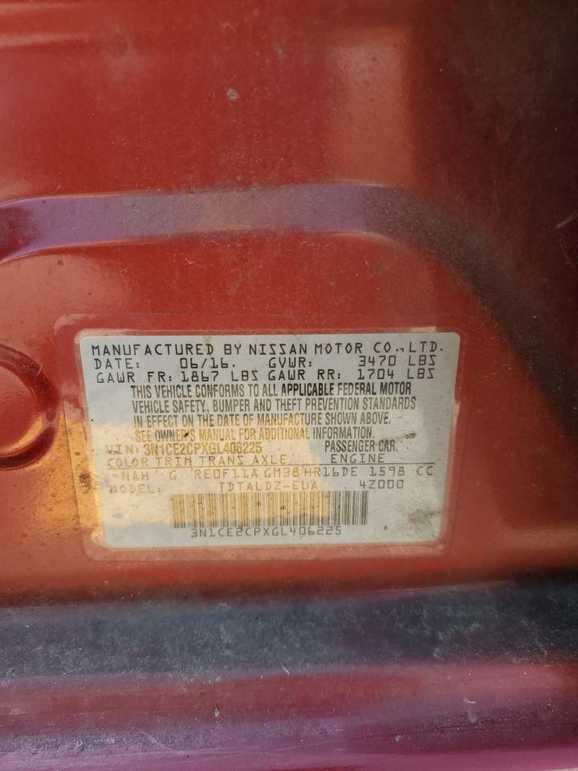 MANUFACTURED BY NISSAN MOTOR CO.,LTD.
DATE: 06/16. GVWR: 3470 LBS
GAWR FR: 1867 LBS GAWR RR: 1704 LBS
THIS VEHICLE CONFORMS TO ALL APPLICABLE FEDERAL MOTOR
VEHICLE SAFETY, BUMPER AND THEFT PREVENTION STANDARDS
IN EFFECT ON THE DATE OF MANUFACTURE SHOWN ABOVE.
SEE OWNER'S MANUAL FOR ADDITIONAL INFORMATION.
VIN: 3N1CE2CPXGL406225 PASSENGER CAR.
COLOR TRIM TRANS AXLE ENGINE
NAH G RE0F11A GM38 HR16DE 1598 CC
TDTALDZ-EUA 4Z000
3N1CE2CPXGL406225